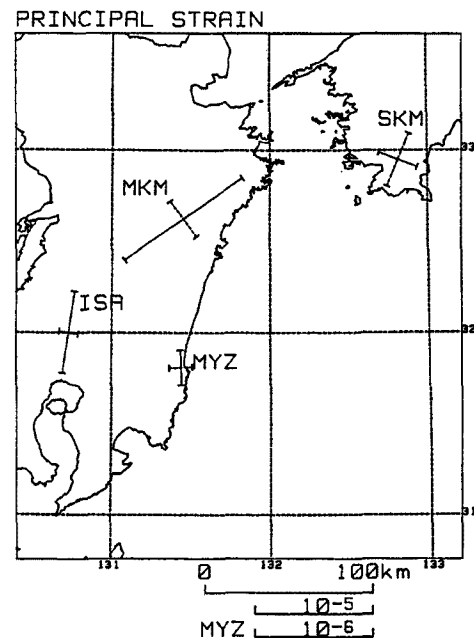 PRINCIPAL STRAIN
SKM
33
MKM
ISA
32
MYZ
31
131 132 133
0 100km
10-5
MYZ 10-6